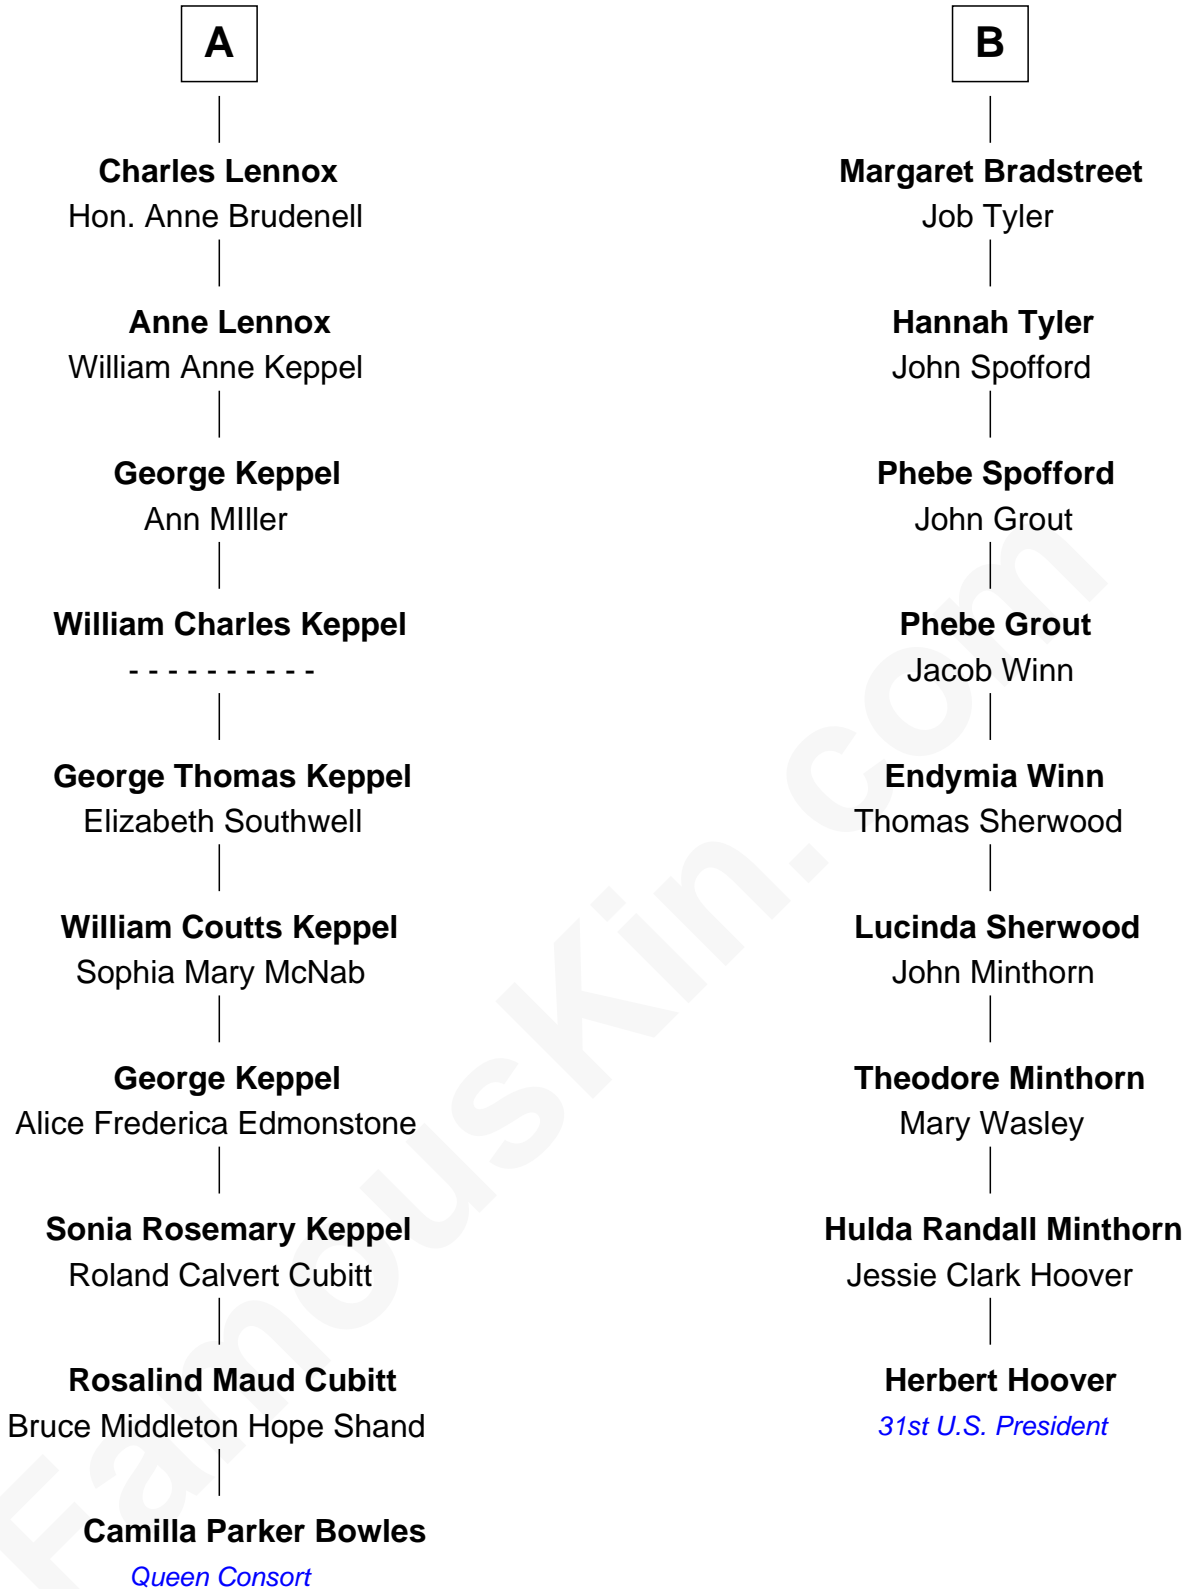 A
Charles Lennox
Hon. Anne Brudenell
Anne Lennox
William Anne Keppel
George Keppel
Ann MIller
William Charles Keppel
- - - - - - - - - -
George Thomas Keppel
Elizabeth Southwell
William Coutts Keppel
Sophia Mary McNab
George Keppel
Alice Frederica Edmonstone
Sonia Rosemary Keppel
Roland Calvert Cubitt
Rosalind Maud Cubitt
Bruce Middleton Hope Shand
Camilla Parker Bowles
Queen Consort
B
Margaret Bradstreet
Job Tyler
Hannah Tyler
John Spofford
Phebe Spofford
John Grout
Phebe Grout
Jacob Winn
Endymia Winn
Thomas Sherwood
Lucinda Sherwood
John Minthorn
Theodore Minthorn
Mary Wasley
Hulda Randall Minthorn
Jessie Clark Hoover
Herbert Hoover
31st U.S. President
FamousKin.com